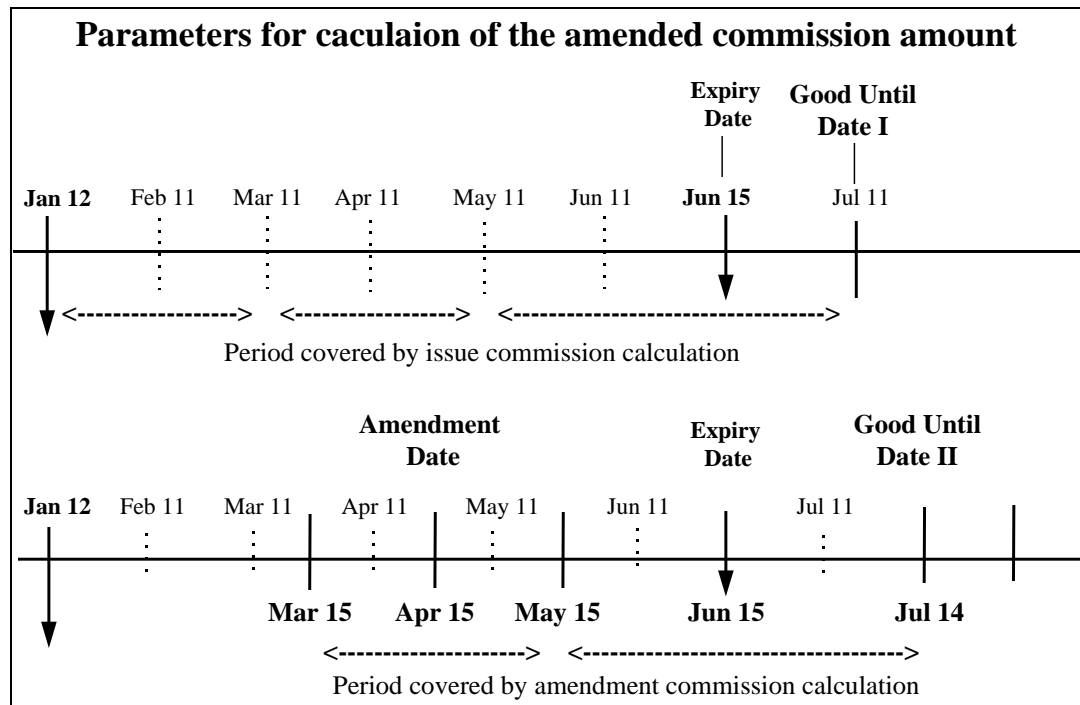 Parameters for caculaion of the amended commission amount
Expiry
Date
Good Until
Date I
Jan 12 Feb 11 Mar 11 Apr 11 May 11 Jun 11 Jun 15 Jul 11
<-----------------> <-----------------> <-------------------------------->
Period covered by issue commission calculation
Amendment
Date
Expiry
Date
Good Until
Date II
Jan 12 Feb 11 Mar 11 Apr 11 May 11 Jun 11 Jul 11
Mar 15 Apr 15 May 15 Jun 15 Jul 14
<-------------------> <--------------------------------->
Period covered by amendment commission calculation